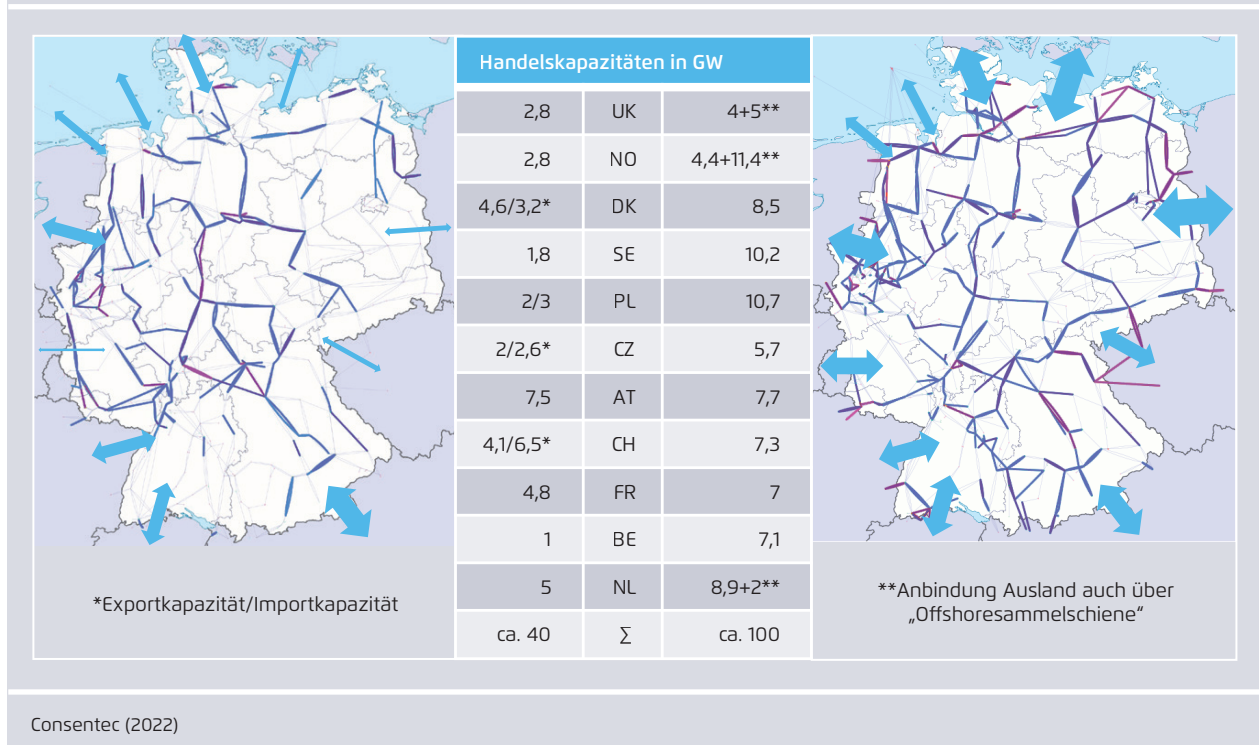 Handelskapazitäten in GW
2,8 UK 4+5**
2,8 NO 4,4+11,4**
4,6/3,2* DK 8,5
1,8 SE 10,2
2/3 PL 10,7
2/2,6* CZ 5,7
7,5 AT 7,7
4,1/6,5* CH 7,3
4,8 FR 7
1 BE 7,1
5 NL 8,9+2**
ca. 40 ∑ ca. 100
*Exportkapazität/Importkapazität
**Anbindung Ausland auch über
„Offshoresammelschiene“
Consentec (2022)